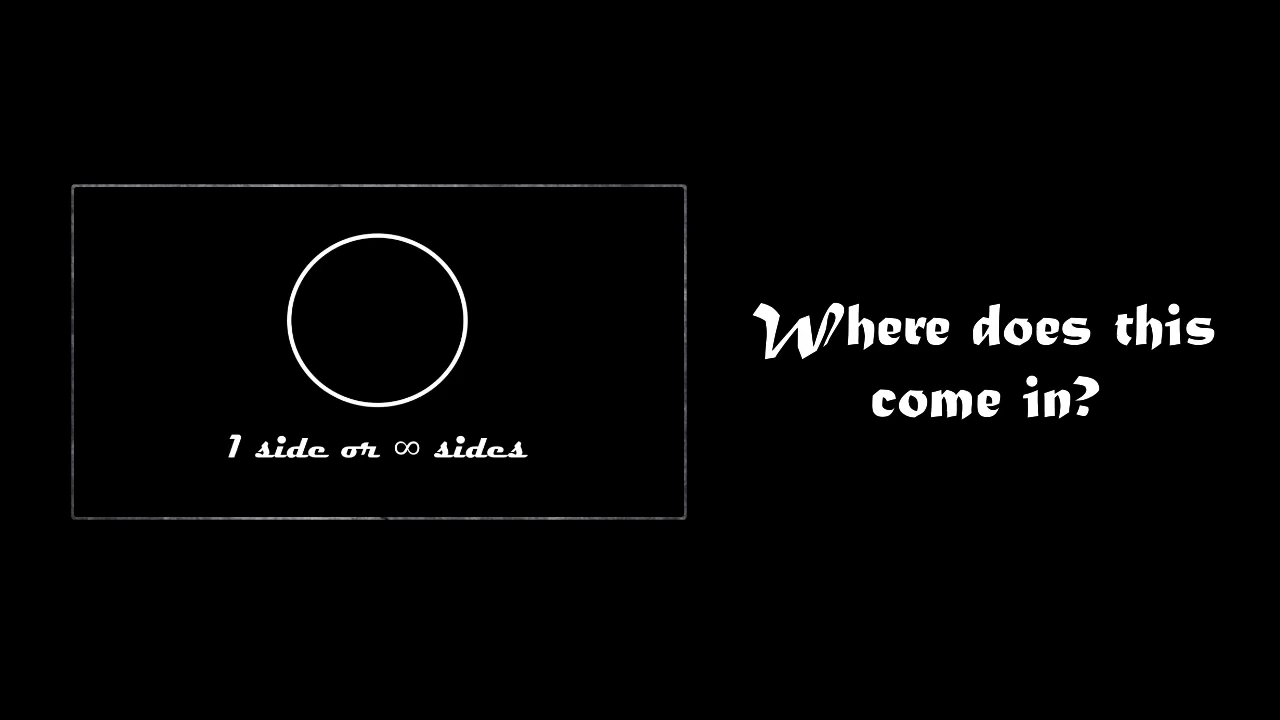 1 side or ∞ sides
Where does this
come in?